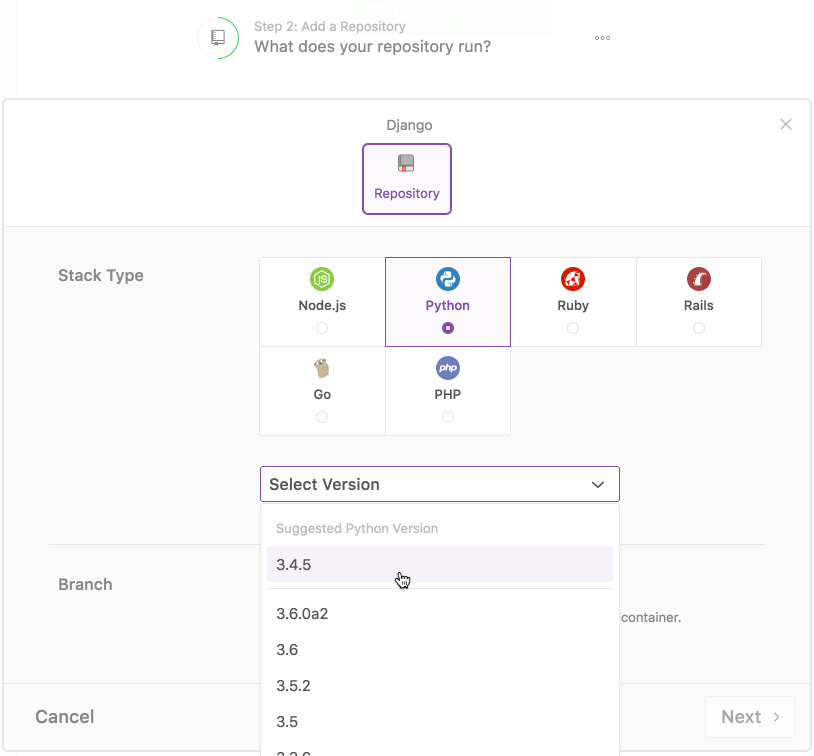 Step 2: Add a Repository
What does your repository run?
Django
Repository
Stack Type
Node.js
Python
Ruby
Rails
Go
php
PHP
Select Version
Suggested Python Version
3.4.5
3.6.0a2
Branch
container.
3.6
3.5.2
Cancel
Next
3.5